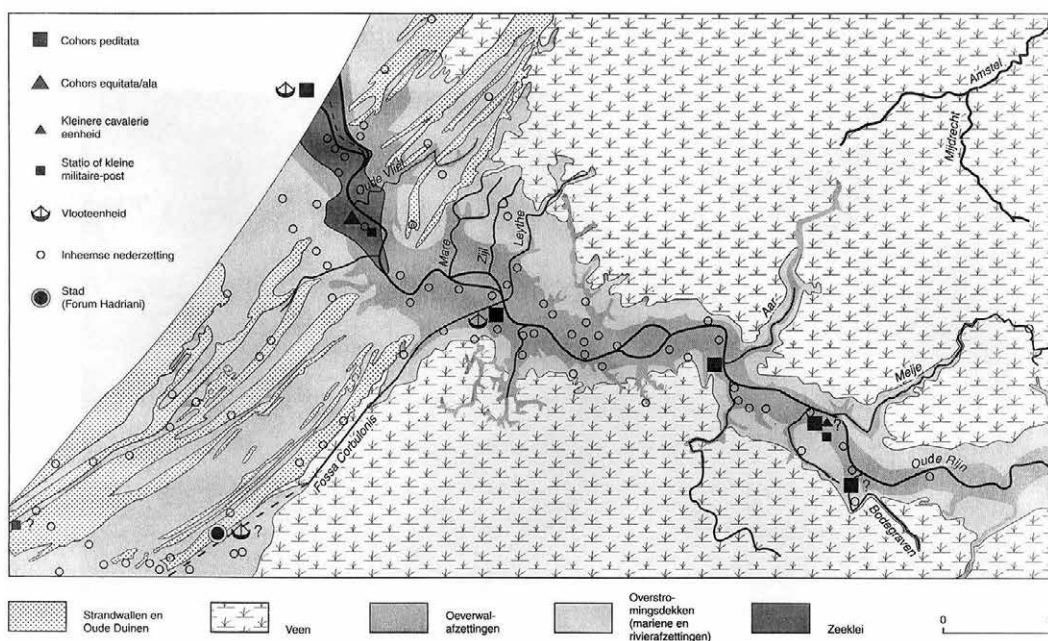 Cohors peditata
Cohors equitata/ala
Kleinere cavalerie
eenheid
Statio of kleine
militaire-post
Vlooteenheid
Inheemse nederzetting
Stad
(Forum Hadriani)
Amstel
Mijdrecht
Oude Vliet
Mare
Zijl
Leythe
Aar
Meije
Fossa Corbulonis
?
Oude Rijn
?
Bodegraven
?
?
Strandwallen en
Oude Duinen
Veen
Oeverwal-
afzettingen
Overstro-
mingsdekken
(mariene en
rivierafzettingen)
Zeeklei
0